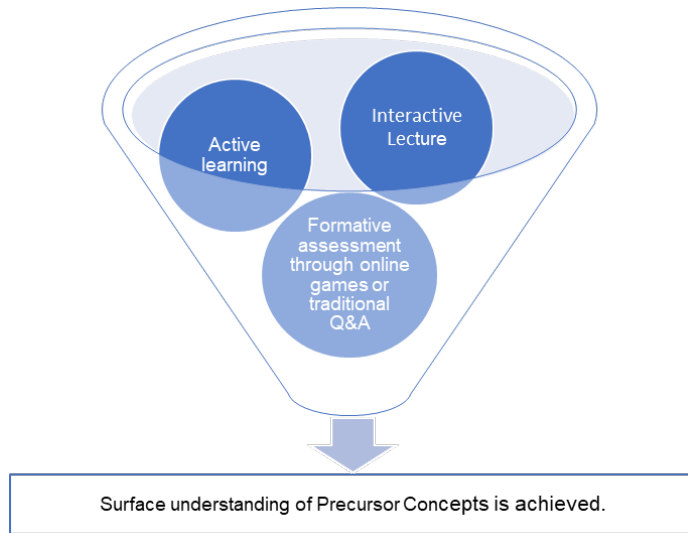 Active
learning
Interactive
Lecture
Formative
assessment
through online
games or
traditional
Q&A
Surface understanding of Precursor Concepts is achieved.